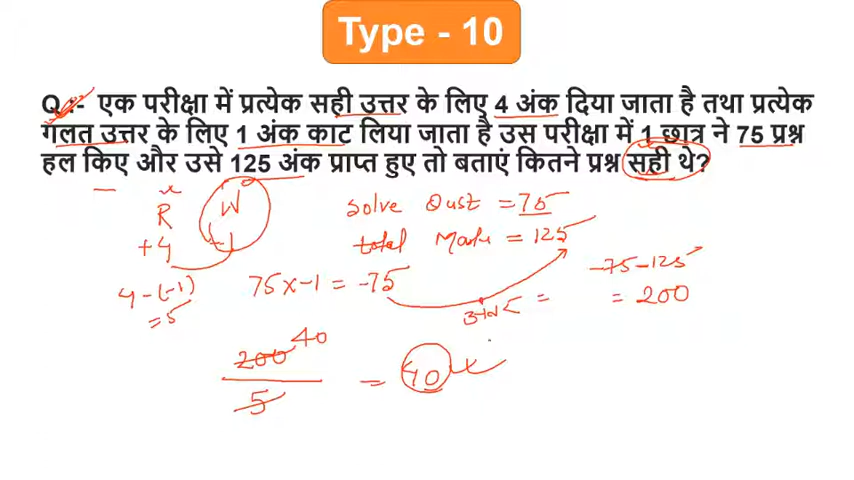 Type - 10
Q :- एक परीक्षा में प्रत्येक सही उत्तर के लिए 4 अंक दिया जाता है तथा प्रत्येक
गलत उत्तर के लिए 1 अंक काट लिया जाता है उस परीक्षा में 1 छात्र ने 75 प्रश्न
हल किए और उसे 125 अंक प्राप्त हुए तो बताएं कितने प्रश्न सही थे?
R W
+4 -1
solve Qust = 75
total Mark = 125
4-(-1)
=5
75x-1 = -75
=
-75-125
= 200
200 40
5
= 40